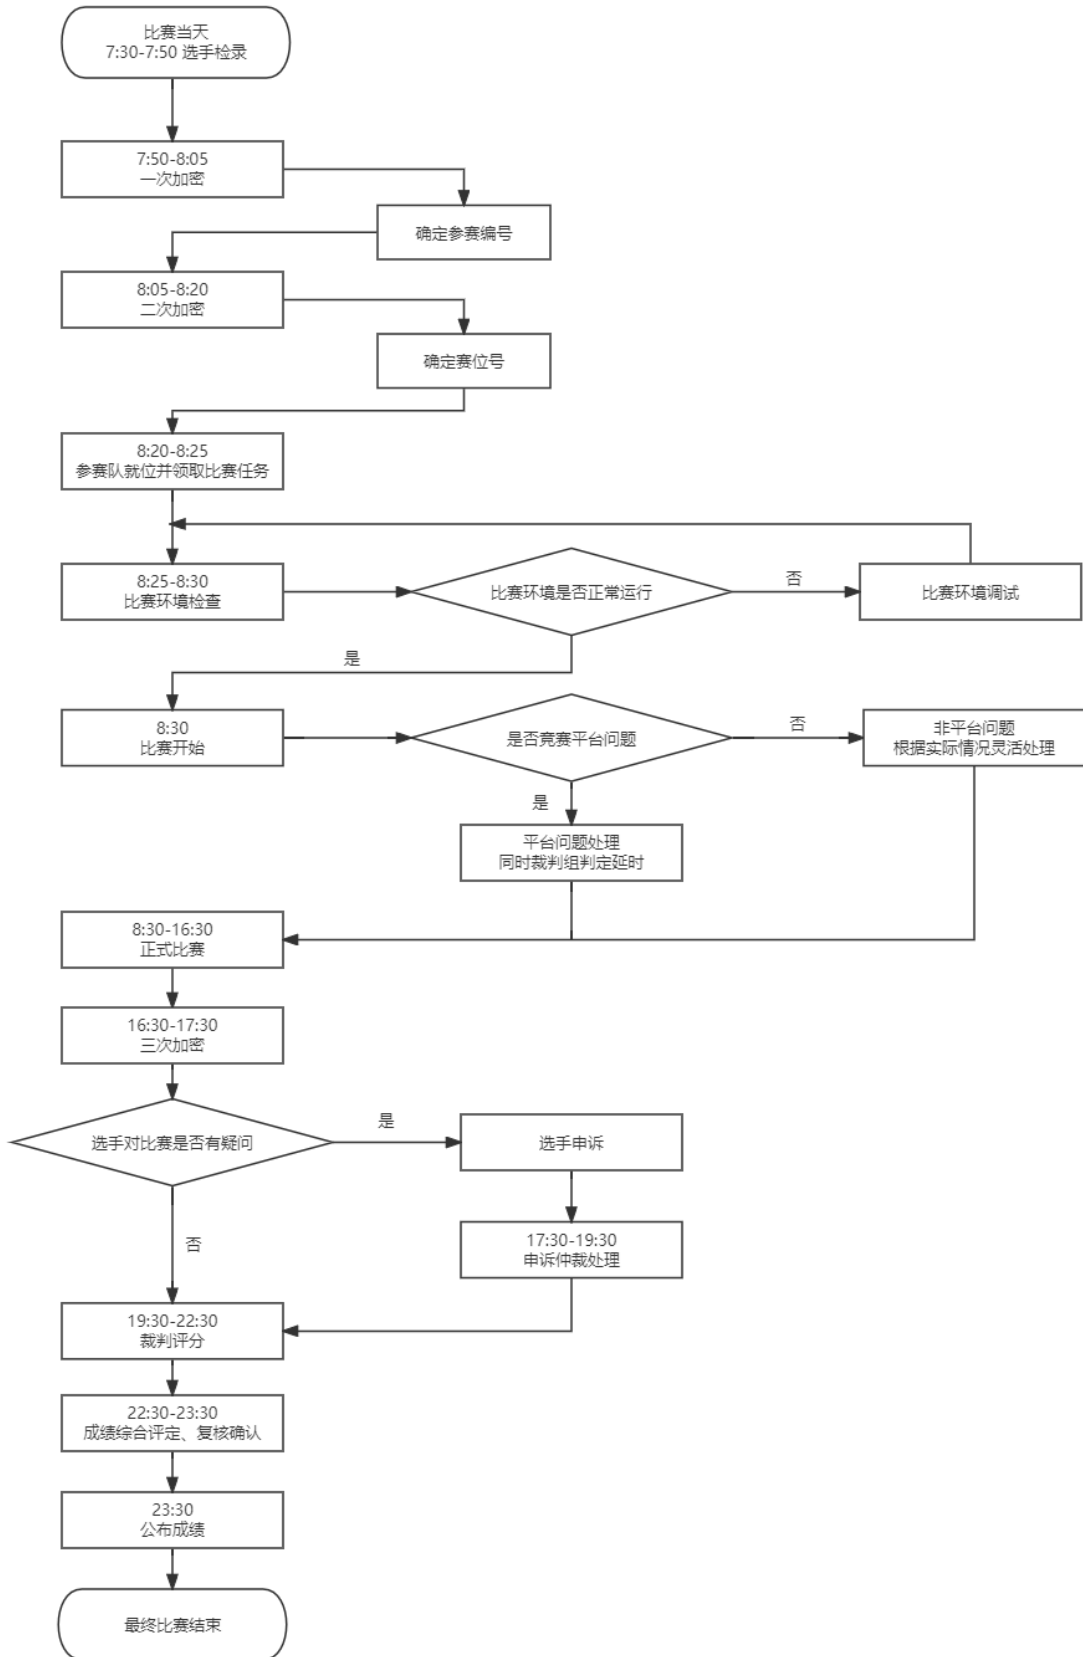 比赛当天
7:30-7:50 选手检录
7:50-8:05
一次加密
确定参赛编号
8:05-8:20
二次加密
确定赛位号
8:20-8:25
参赛队就位并领取比赛任务
8:25-8:30
比赛环境检查
比赛环境是否正常运行
否
比赛环境调试
是
8:30
比赛开始
是否竞赛平台问题
否
非平台问题
根据实际情况灵活处理
是
平台问题处理
同时裁判组判定延时
8:30-16:30
正式比赛
16:30-17:30
三次加密
选手对比赛是否有疑问
是
选手申诉
否
17:30-19:30
申诉仲裁处理
19:30-22:30
裁判评分
22:30-23:30
成绩综合评定、复核确认
23:30
公布成绩
最终比赛结束